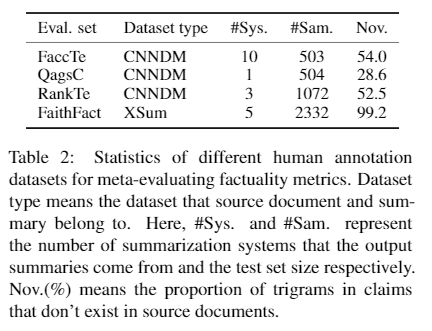 Eval. set Dataset type #Sys. #Sam. Nov.
FaccTe CNNDM 10 503 54.0
QagsC CNNDM 1 504 28.6
RankTe CNNDM 3 1072 52.5
FaithFact XSum 5 2332 99.2
Table 2: Statistics of different human annotation
datasets for meta-evaluating factuality metrics. Dataset
type means the dataset that source document and sum-
mary belong to. Here, #Sys. and #Sam. represent
the number of summarization systems that the output
summaries come from and the test set size respectively.
Nov.(%) means the proportion of trigrams in claims
that don’t exist in source documents.